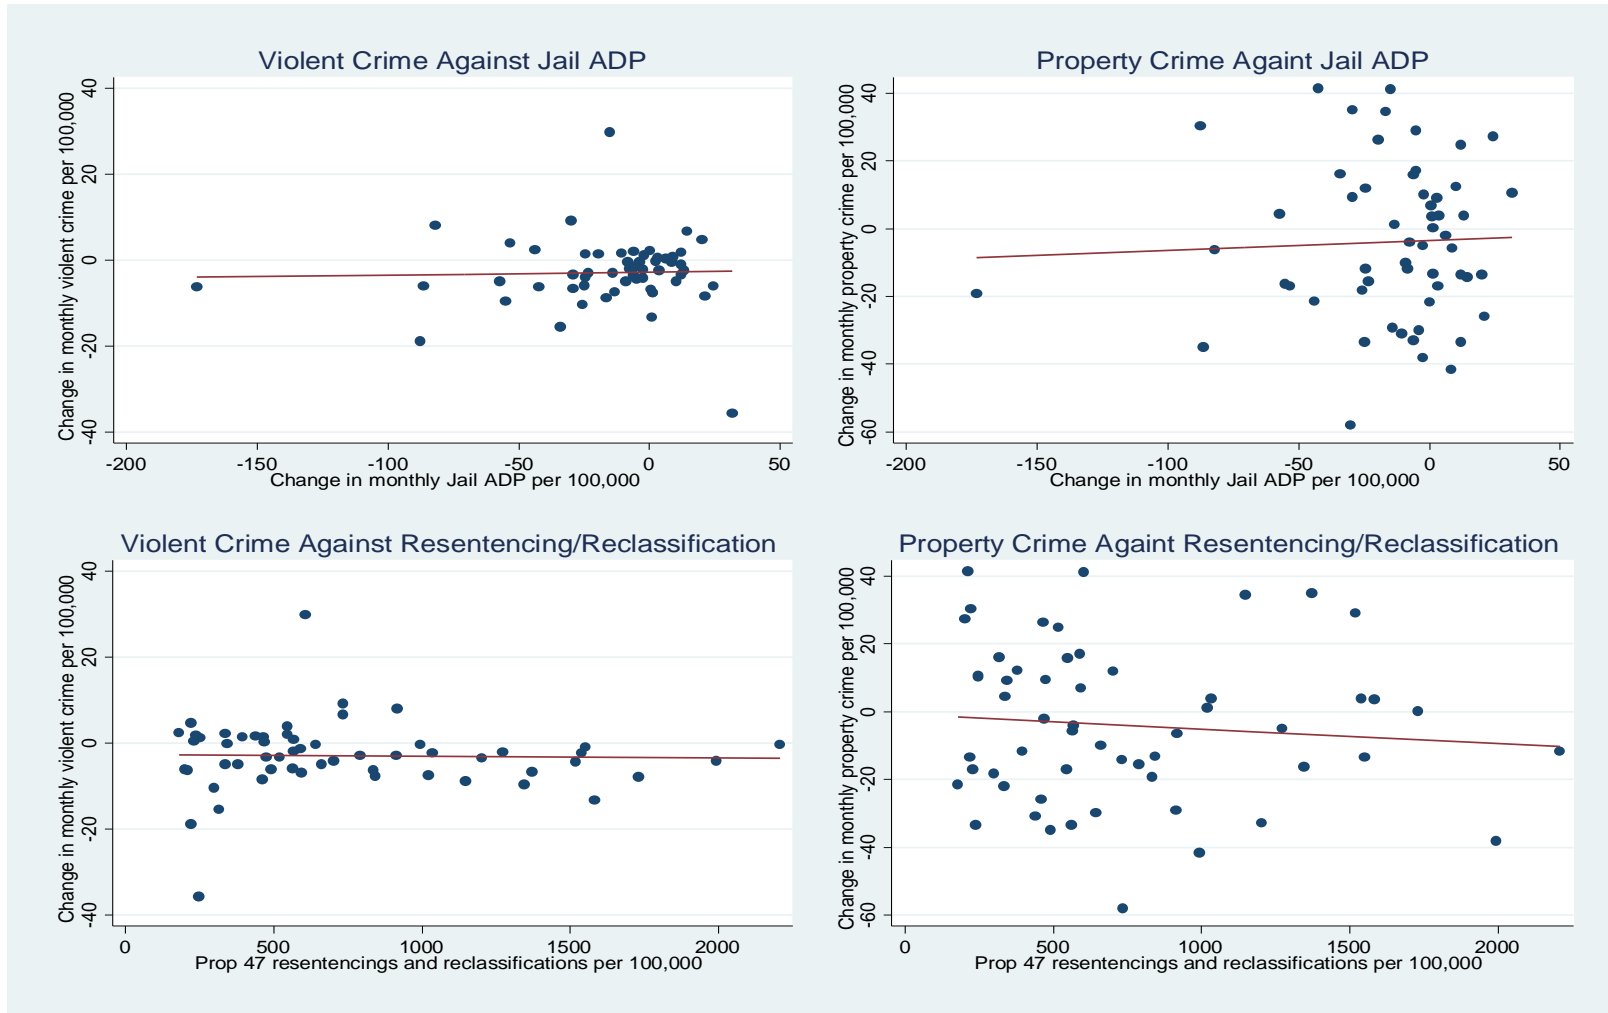 Violent Crime Against Jail ADP
Change in monthly violent crime per 100,000
40
20
0
-20
-40
-200 -150 -100 -50 0 50
Change in monthly Jail ADP per 100,000
Property Crime Againt Jail ADP
Change in monthly property crime per 100,000
40
20
0
-20
-40
-60
-200 -150 -100 -50 0 50
Change in monthly Jail ADP per 100,000
Violent Crime Against Resentencing/Reclassification
Change in monthly violent crime per 100,000
40
20
0
-20
-40
0 500 1000 1500 2000
Prop 47 resentencings and reclassifications per 100,000
Property Crime Againt Resentencing/Reclassification
Change in monthly property crime per 100,000
40
20
0
-20
-40
-60
0 500 1000 1500 2000
Prop 47 resentencings and reclassifications per 100,000